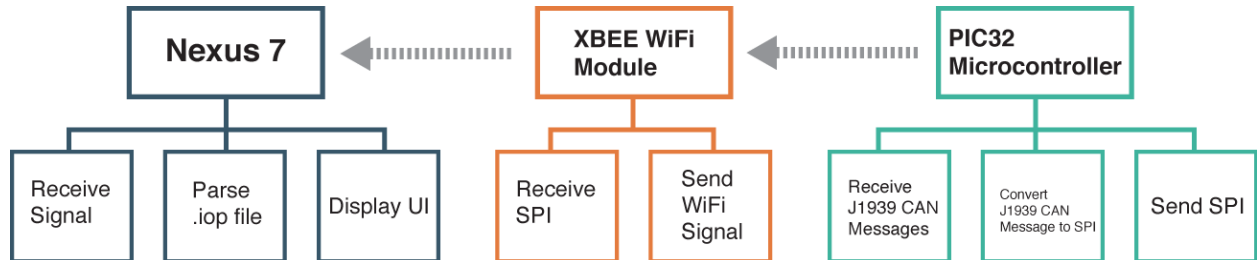 Nexus 7
XBEE WiFi
Module
PIC32
Microcontroller
Receive
Signal
Parse
.iop file
Display UI
Receive
SPI
Send
WiFi
Signal
Receive
J1939 CAN
Messages
Convert
J1939 CAN
Message to SPI
Send SPI